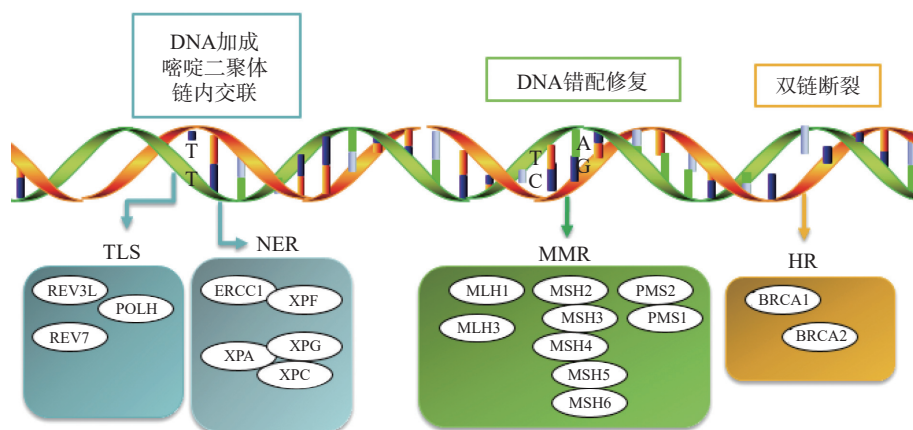 DNA加成
嘧啶二聚体
链内交联
DNA错配修复
双链断裂
T
T
T
C
A
G
TLS
REV3L
POLH
REV7
NER
ERCC1
XPF
XPA
XPG
XPC
MMR
MLH1
MSH2
PMS2
MLH3
MSH3
PMS1
MSH4
MSH5
MSH6
HR
BRCA1
BRCA2